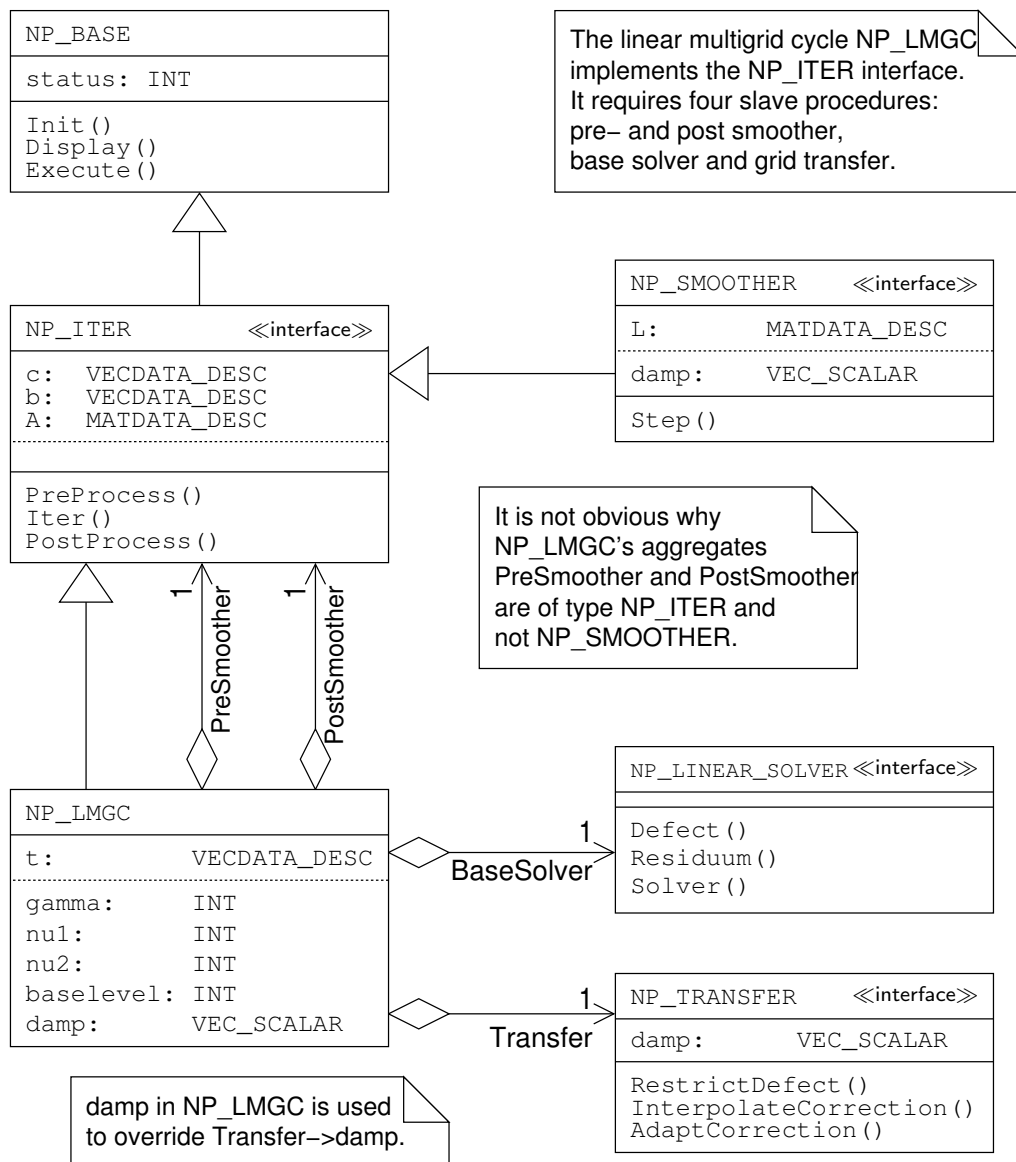 NP_BASE
status: INT
Init()
Display()
Execute()
The linear multigrid cycle NP_LMGC
implements the NP_ITER interface.
It requires four slave procedures:
pre− and post smoother,
base solver and grid transfer.
NP_ITER ≪interface≫
c: VECDATA_DESC
b: VECDATA_DESC
A: MATDATA_DESC
PreProcess()
Iter()
PostProcess()
NP_SMOOTHER ≪interface≫
L: MATDATA_DESC
damp: VEC_SCALAR
Step()
It is not obvious why
NP_LMGC's aggregates
PreSmoother and PostSmoother
are of type NP_ITER and
not NP_SMOOTHER.
1
PreSmoother
1
PostSmoother
NP_LMGC
t: VECDATA_DESC
gamma: INT
nu1: INT
nu2: INT
baselevel: INT
damp: VEC_SCALAR
1
BaseSolver
NP_LINEAR_SOLVER ≪interface≫
Defect()
Residuum()
Solver()
1
Transfer
NP_TRANSFER ≪interface≫
damp: VEC_SCALAR
RestrictDefect()
InterpolateCorrection()
AdaptCorrection()
damp in NP_LMGC is used
to override Transfer−>damp.